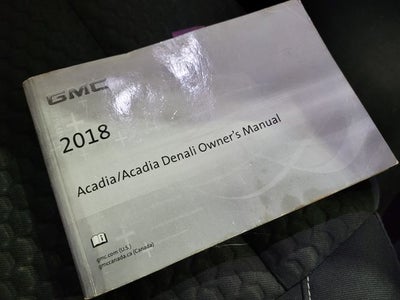 GMC
2018
Acadia/Acadia Denali Owner's Manual
gmc.com (U.S.)
gmccanada.ca (Canada)